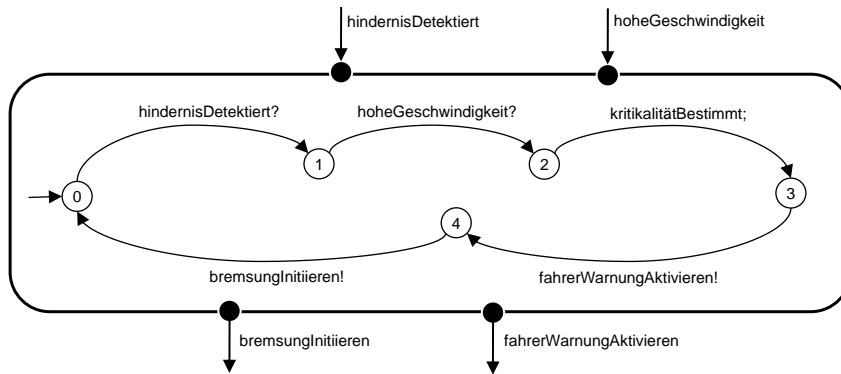 hindernisDetektiert
hoheGeschwindigkeit
hindernisDetektiert?
hoheGeschwindigkeit?
kritikalitätBestimmt;
1
2
3
0
4
bremsungInitiieren!
fahrerWarnungAktivieren!
bremsungInitiieren
fahrerWarnungAktivieren